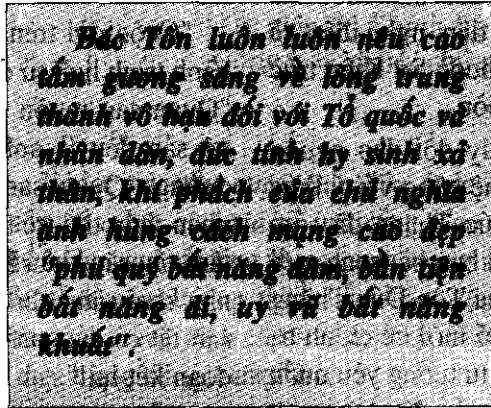 Bác Tôn luôn luôn nêu cao
tấm gương sáng về lòng trung
thành vô hạn đối với Tổ quốc và
nhân dân, đức tính hy sinh xả
thân, khí phách của chủ nghĩa
anh hùng cách mạng cao đẹp
"phú quý bất năng dâm, bần tiện
bất năng di, uy vũ bất năng
khuất".